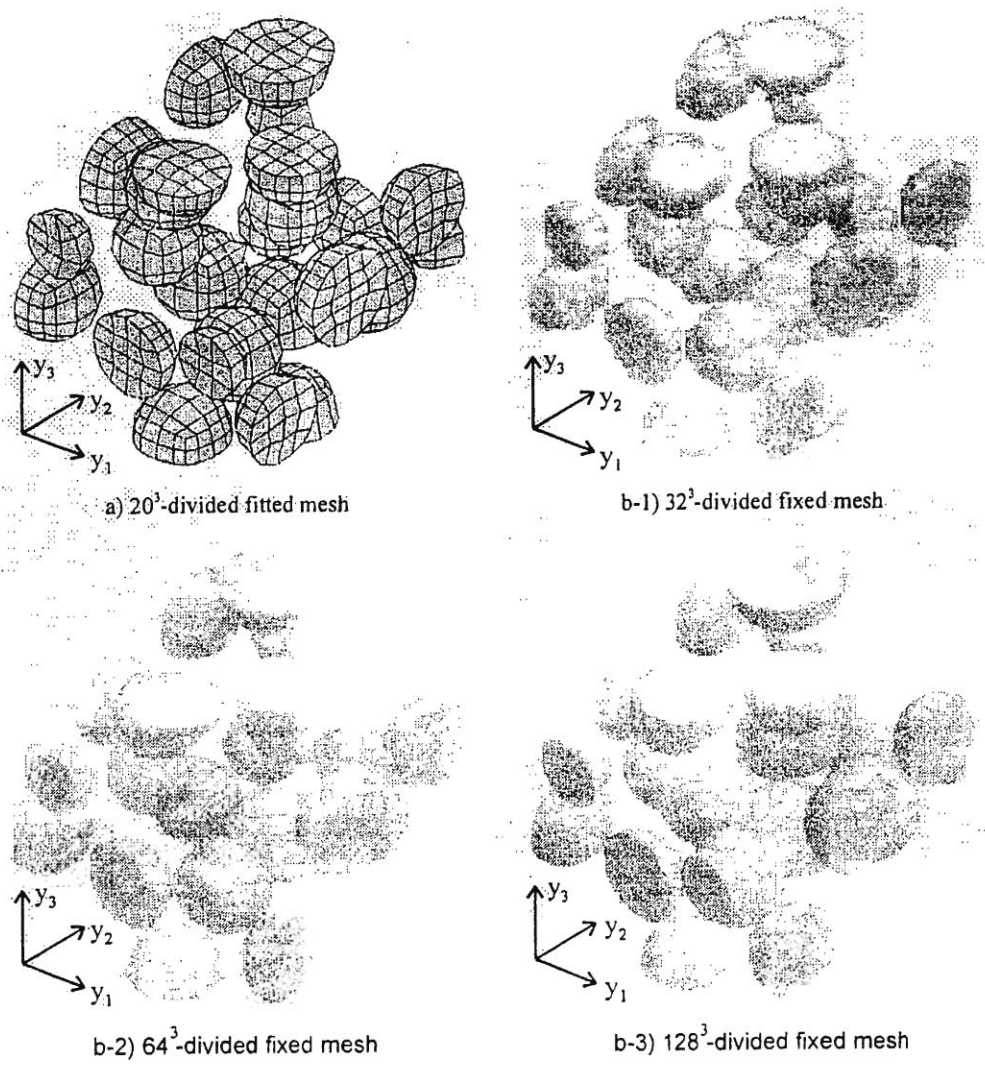 y₃
y₂
y₁
a) 20³-divided fitted mesh
y₃
y₂
y₁
b-1) 32³-divided fixed mesh
y₃
y₂
y₁
b-2) 64³-divided fixed mesh
y₃
y₂
y₁
b-3) 128³-divided fixed mesh